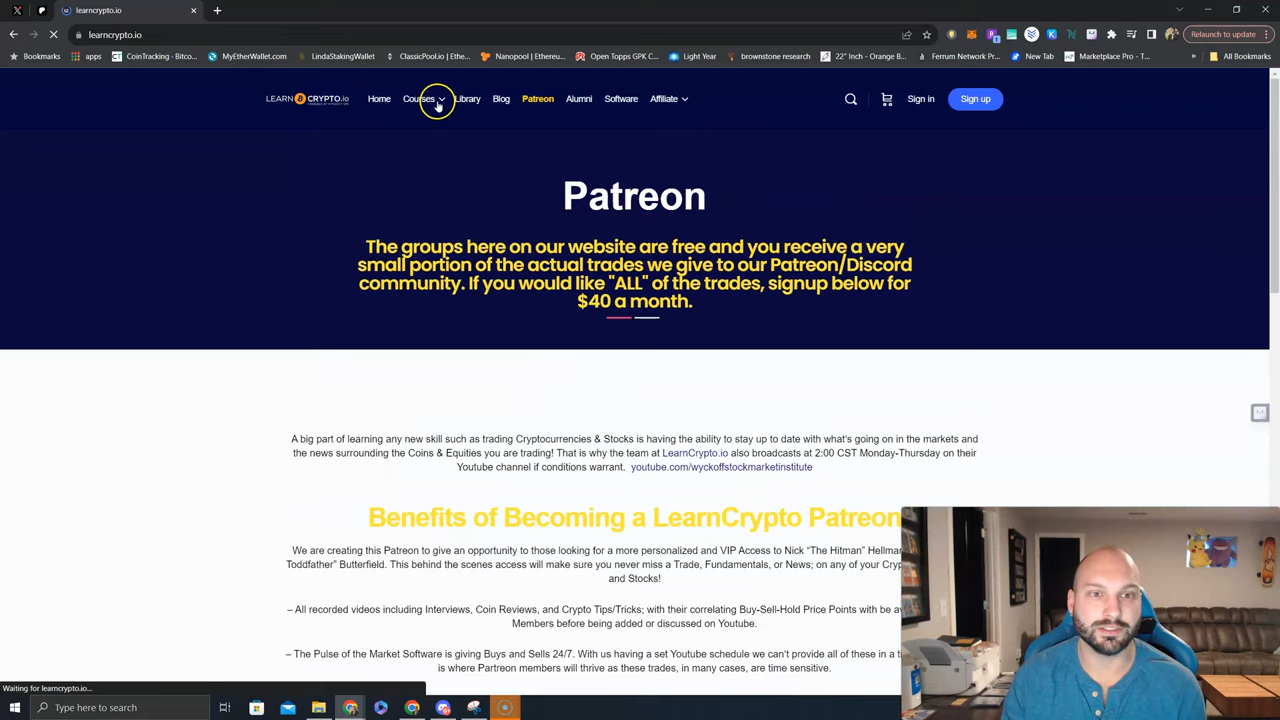 learncrypto.io
learncrypto.io
Relaunch to update
Bookmarks
apps
CoinTracking - Bitco...
MyEtherWallet.com
LindaStakingWallet
ClassicPool.io | Ethe...
Nanopool | Ethereu...
Open Topps GPK C...
Light Year
brownstone research
22" Inch - Orange B...
Ferrum Network Pr...
New Tab
Marketplace Pro - T...
»
All Bookmarks
LEARN CRYPTO.io
Home
Courses
Library
Blog
Patreon
Alumni
Software
Affiliate
Sign in
Sign up
Patreon
The groups here on our website are free and you receive a very
small portion of the actual trades we give to our Patreon/Discord
community. If you would like "ALL" of the trades, signup below for
$40 a month.
A big part of learning any new skill such as trading Cryptocurrencies & Stocks is having the ability to stay up to date with what's going on in the markets and
the news surrounding the Coins & Equities you are trading! That is why the team at LearnCrypto.io also broadcasts at 2:00 CST Monday-Thursday on their
Youtube channel if conditions warrant. youtube.com/wyckoffstockmarketinstitute
Benefits of Becoming a LearnCrypto Patreon
We are creating this Patreon to give an opportunity to those looking for a more personalized and VIP Access to Nick "The Hitman" Hellmar
Toddfather" Butterfield. This behind the scenes access will make sure you never miss a Trade, Fundamentals, or News; on any of your Cryp
and Stocks!
– All recorded videos including Interviews, Coin Reviews, and Crypto Tips/Tricks; with their correlating Buy-Sell-Hold Price Points with be av
Members before being added or discussed on Youtube.
– The Pulse of the Market Software is giving Buys and Sells 24/7. With us having a set Youtube schedule we can't provide all of these in a t
is where Partreon members will thrive as these trades, in many cases, are time sensitive.
Waiting for learncrypto.io...
Type here to search